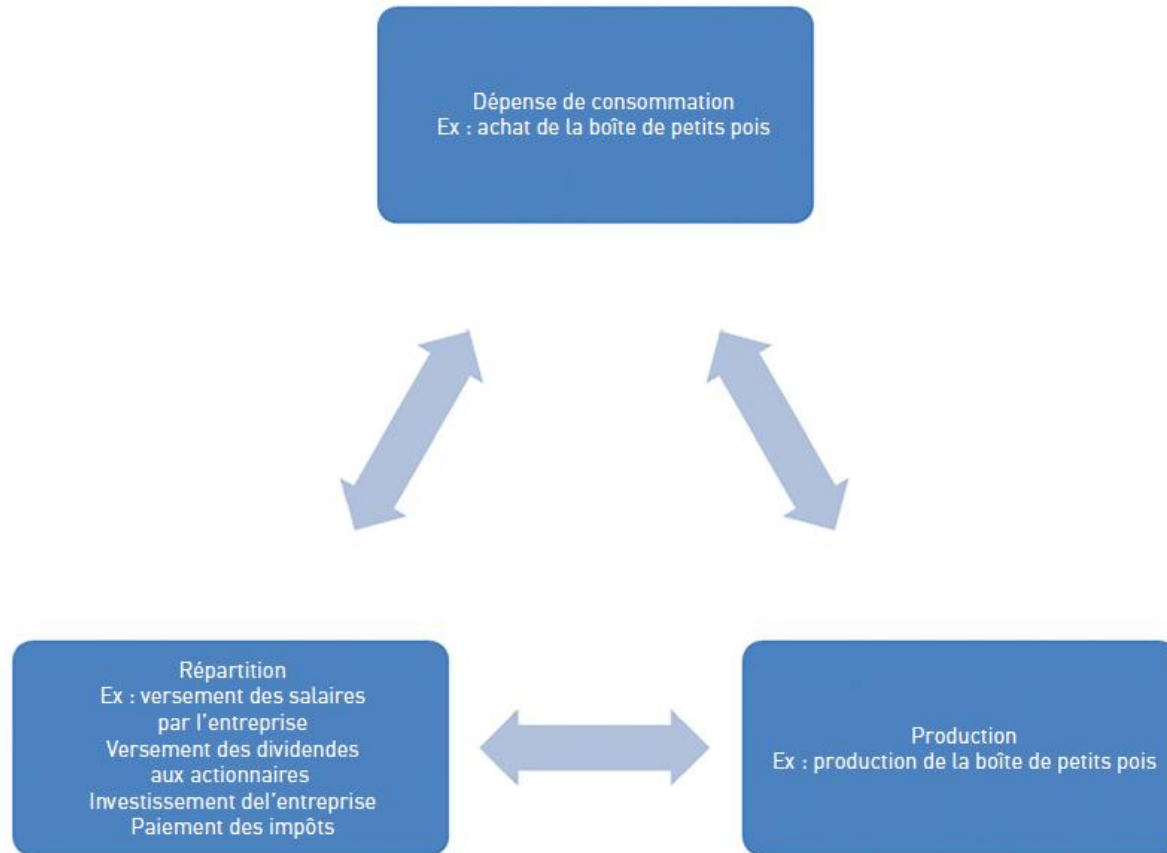 Dépense de consommation
Ex : achat de la boîte de petits pois
Répartition
Ex : versement des salaires
par l'entreprise
Versement des dividendes
aux actionnaires
Investissement del'entreprise
Paiement des impôts
Production
Ex : production de la boîte de petits pois